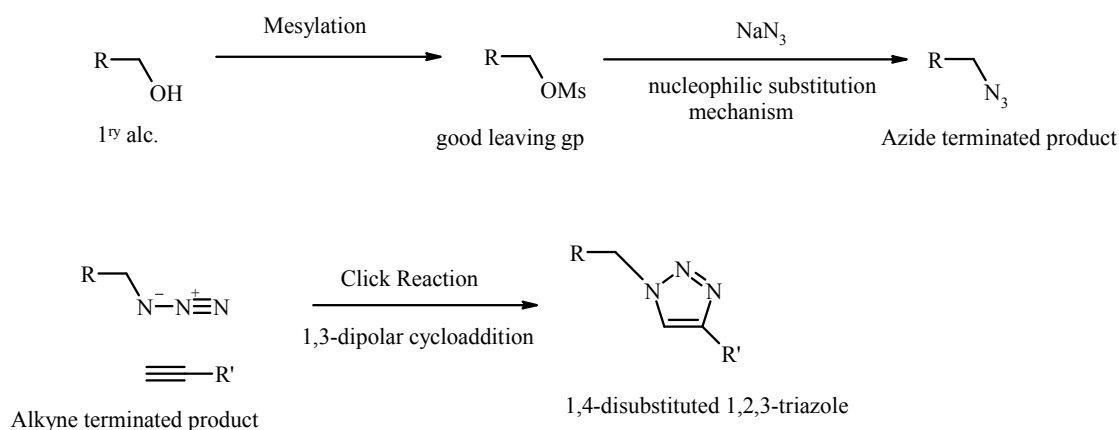 Mesylation
NaN₃
R
OH
R
OMs
R
N₃
nucleophilic substitution
mechanism
1ʳʸ alc.
good leaving gp
Azide terminated product
R
N⁻ N⁺ N
Click Reaction
1,3-dipolar cycloaddition
R
N N N
R'
R'
Alkyne terminated product
1,4-disubstituted 1,2,3-triazole